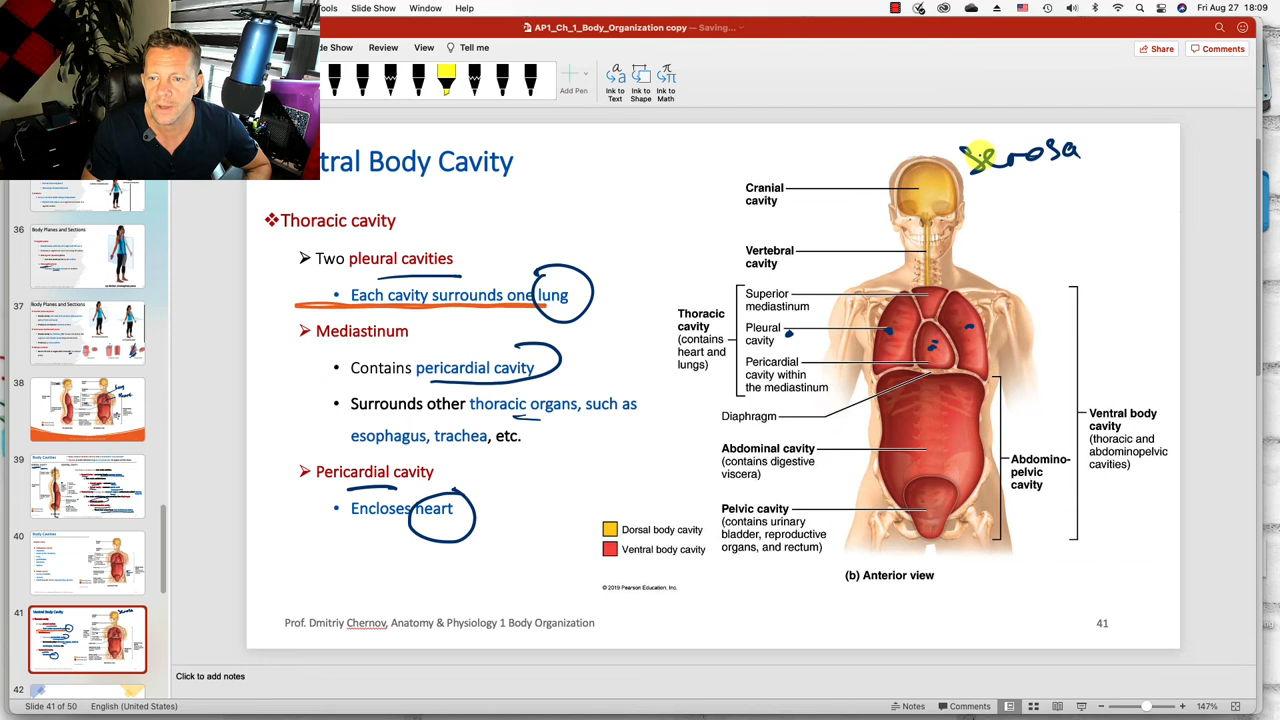 Tools Slide Show Window Help
Fri Aug 27 18:09
AP1_Ch_1_Body_Organization copy — Saving...
de Show Review View Tell me
Share Comments
Add Pen
Ink to Text
Ink to Shape
Ink to Math
tral Body Cavity
Serosa
❖Thoracic cavity
➢ Two pleural cavities
• Each cavity surrounds one lung
➢ Mediastinum
• Contains pericardial cavity
• Surrounds other thoracic organs, such as
esophagus, trachea, etc.
➢ Pericardial cavity
• Encloses heart
Cranial
cavity
Vertebral
cavity
Superior
mediastinum
Thoracic
cavity
(contains
heart and
lungs)
Pleural
cavity
Pericardial
cavity within
the mediastinum
Diaphragm
Abdominal cavity
(contains digestive
viscera)
Pelvic cavity
(contains urinary
bladder, reproductive
organs, and rectum)
Abdomino-
pelvic
cavity
Ventral body
cavity
(thoracic and
abdominopelvic
cavities)
Dorsal body cavity
Ventral body cavity
(b) Anterior view
© 2019 Pearson Education, Inc.
Prof. Dmitriy Chernov, Anatomy & Physiology 1 Body Organization
41
36
Body Planes and Sections
37
Body Planes and Sections
38
39
Body Cavities
40
Body Cavities
41
Ventral Body Cavity
42
Click to add notes
Slide 41 of 50
English (United States)
Notes
Comments
147%